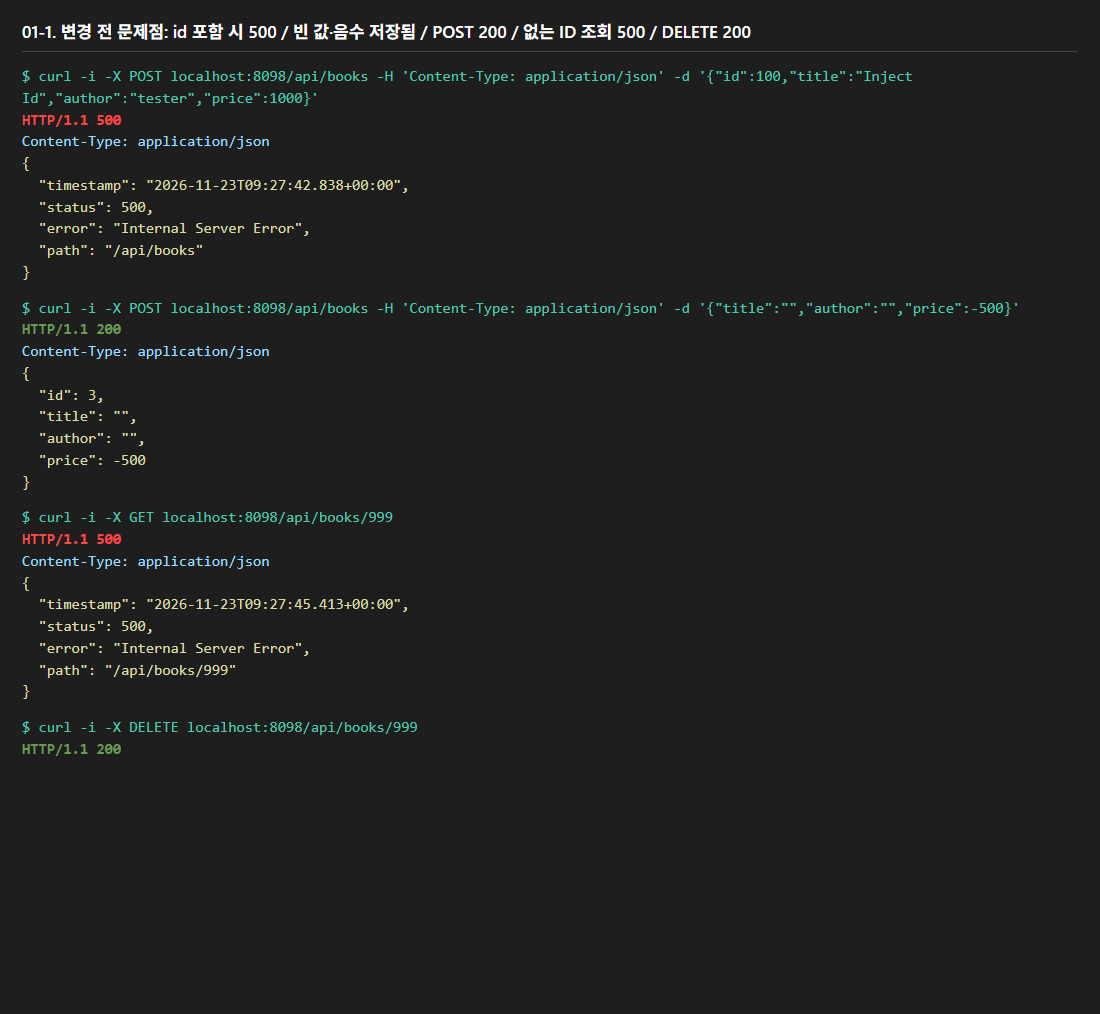 01-1. 변경 전 문제점: id 포함 시 500 / 빈 값·음수 저장됨 / POST 200 / 없는 ID 조회 500 / DELETE 200
$ curl -i -X POST localhost:8098/api/books -H 'Content-Type: application/json' -d '{"id":100,"title":"Inject
Id","author":"tester","price":1000}'
HTTP/1.1 500
Content-Type: application/json
{
  "timestamp": "2026-11-23T09:27:42.838+00:00",
  "status": 500,
  "error": "Internal Server Error",
  "path": "/api/books"
}
$ curl -i -X POST localhost:8098/api/books -H 'Content-Type: application/json' -d '{"title":"","author":"","price":-500}'
HTTP/1.1 200
Content-Type: application/json
{
  "id": 3,
  "title": "",
  "author": "",
  "price": -500
}
$ curl -i -X GET localhost:8098/api/books/999
HTTP/1.1 500
Content-Type: application/json
{
  "timestamp": "2026-11-23T09:27:45.413+00:00",
  "status": 500,
  "error": "Internal Server Error",
  "path": "/api/books/999"
}
$ curl -i -X DELETE localhost:8098/api/books/999
HTTP/1.1 200